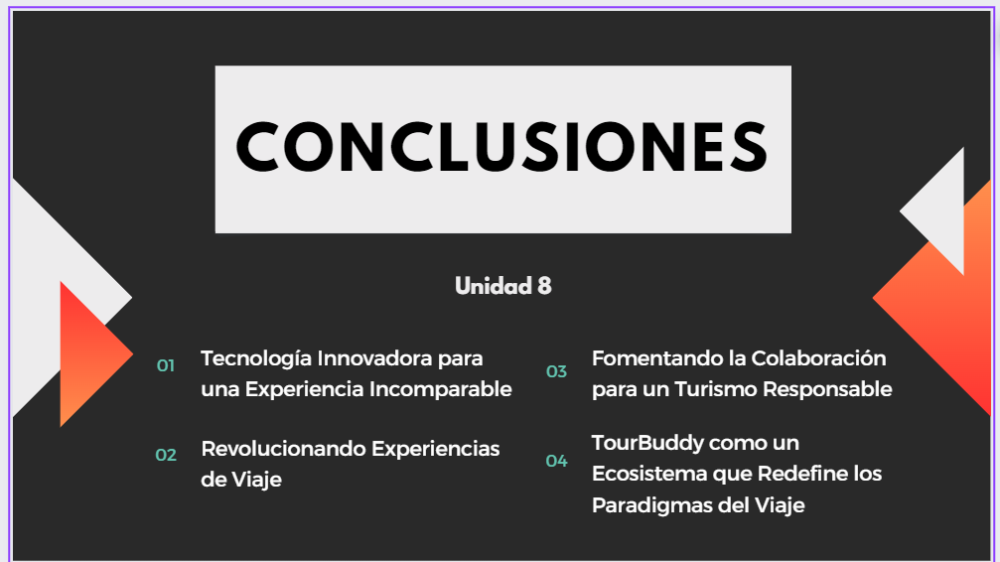 CONCLUSIONES
Unidad 8
01
Tecnología Innovadora para
una Experiencia Incomparable
02
Revolucionando Experiencias
de Viaje
03
Fomentando la Colaboración
para un Turismo Responsable
04
TourBuddy como un
Ecosistema que Redefine los
Paradigmas del Viaje